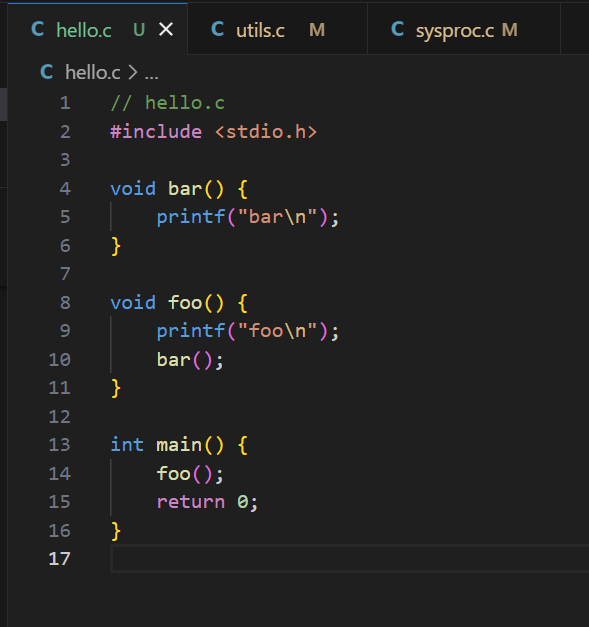 hello.c U
utils.c M
sysproc.c M
hello.c > ...
1 // hello.c
2 #include <stdio.h>
3
4 void bar() {
5     printf("bar\n");
6 }
7
8 void foo() {
9     printf("foo\n");
10     bar();
11 }
12
13 int main() {
14     foo();
15     return 0;
16 }
17